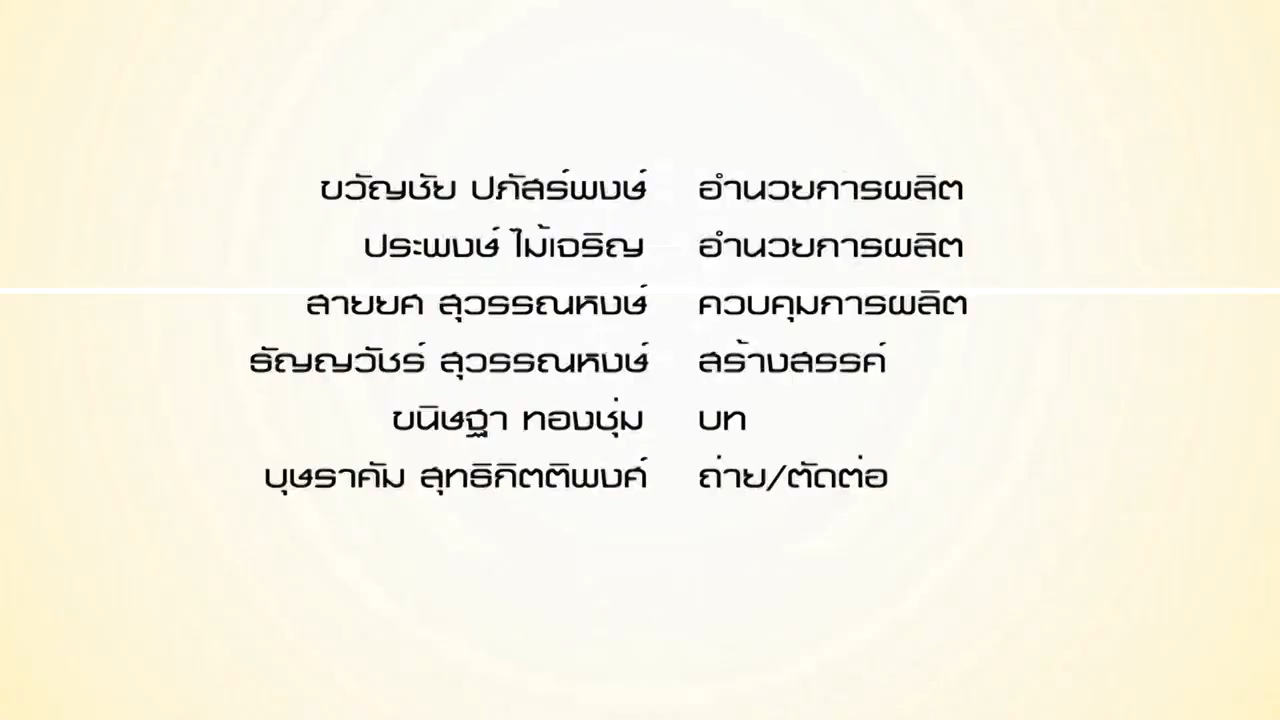 ขวัญชัย ปภัสร์พงษ์ อำนวยการผลิต
ประพงษ์ ไม้เจริญ อำนวยการผลิต
สายยศ สุวรรณหงษ์ ควบคุมการผลิต
ธัญญวัชร์ สุวรรณหงษ์ สร้างสรรค์
ขนิษฐา ทองชุ่ม บท
บุษราคัม สุทธิกิตติพงศ์ ถ่าย/ตัดต่อ